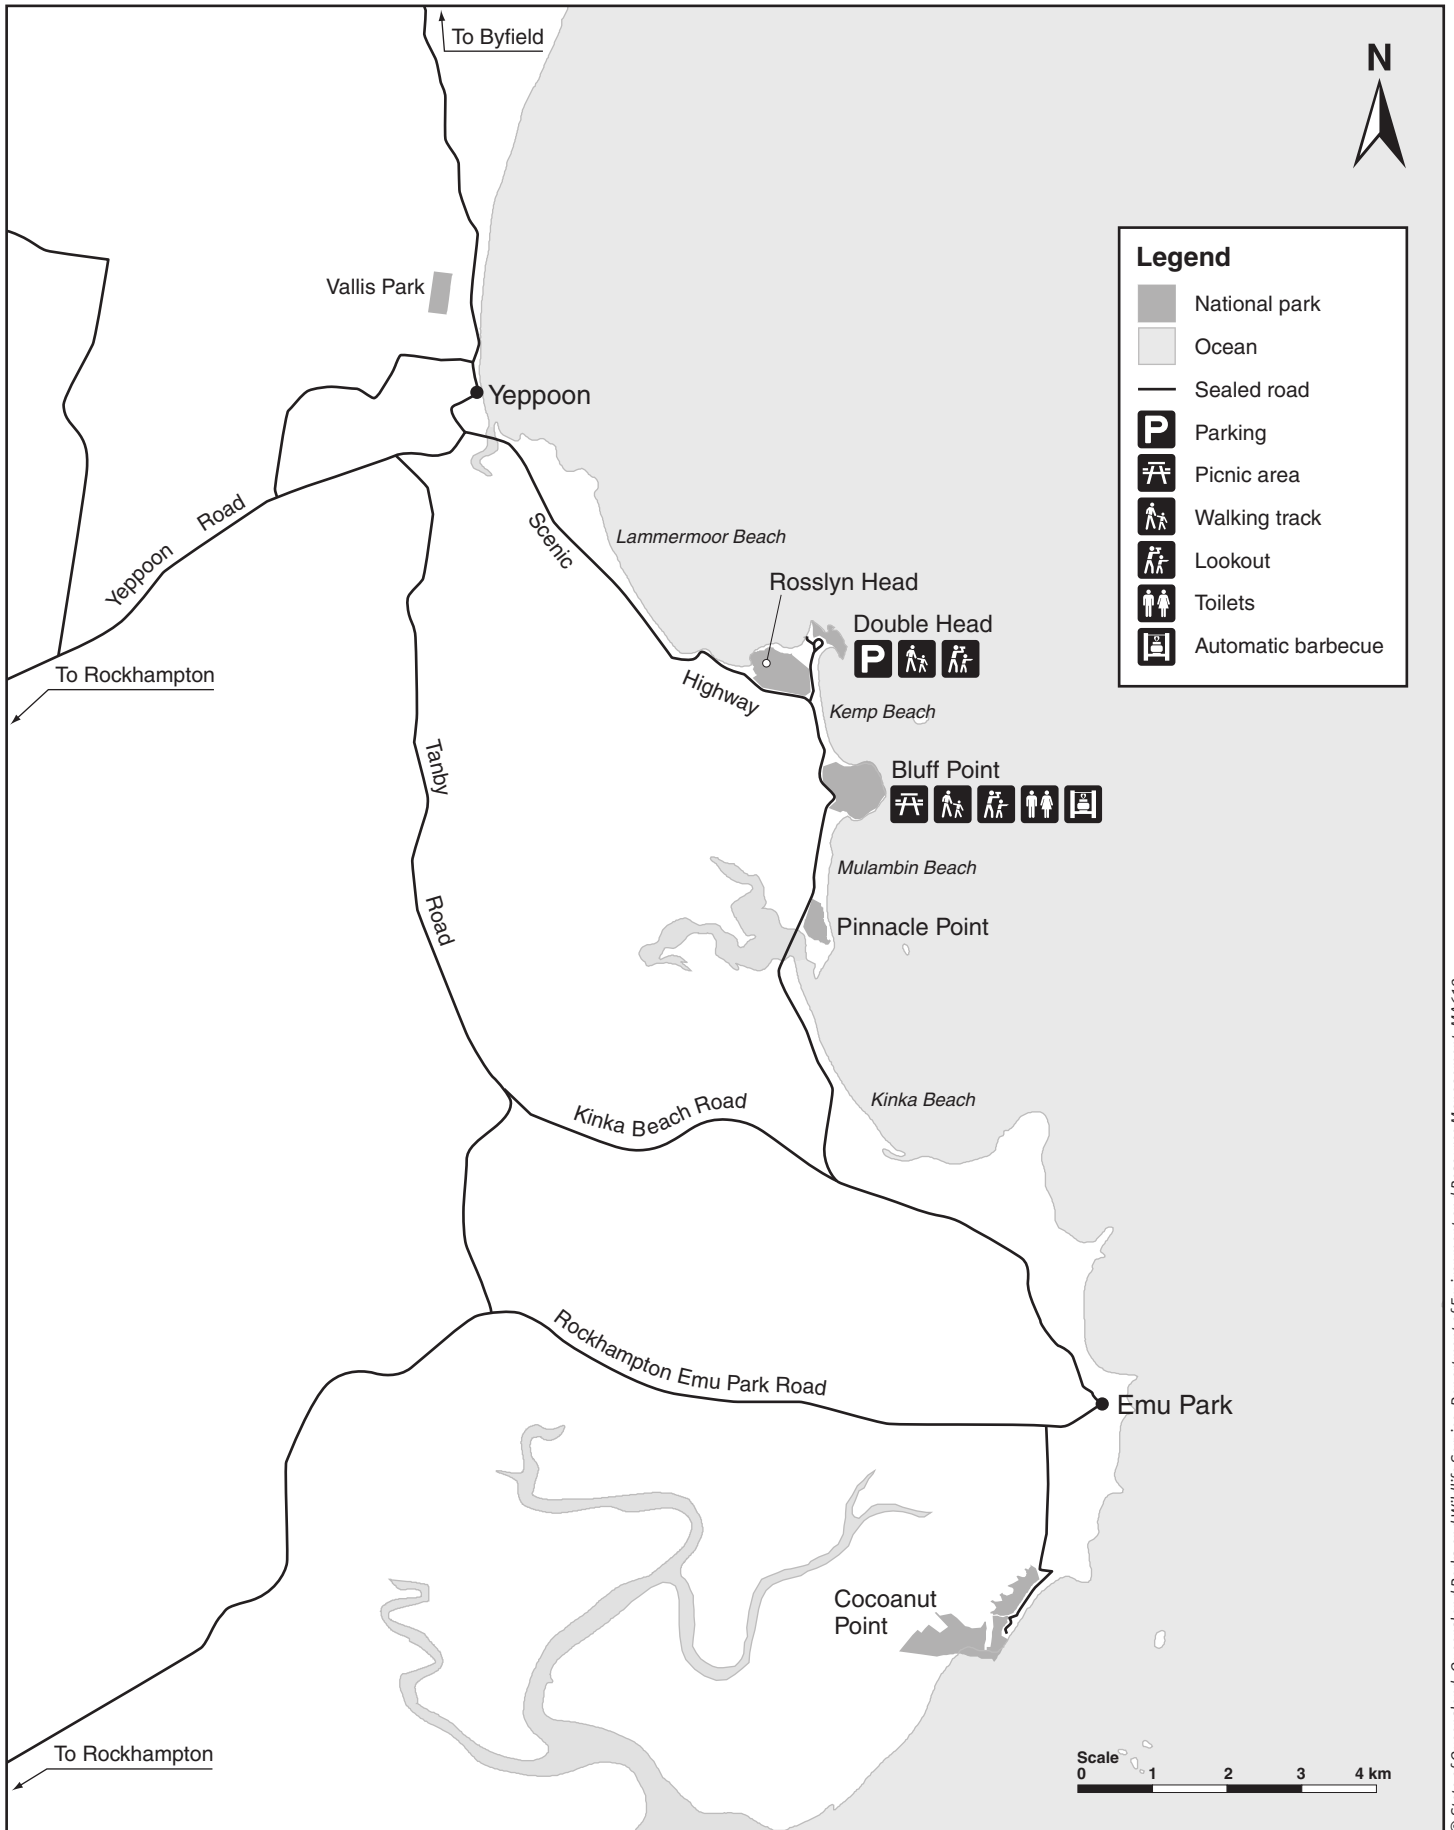 To Byfield
N
Vallis Park
Yeppoon
Legend
National park
Ocean
Sealed road
P
Parking
Picnic area
Walking track
Lookout
Toilets
Automatic barbecue
Yeppoon Road
Scenic
Lammermoor Beach
Rosslyn Head
Double Head
P
To Rockhampton
Highway
Kemp Beach
Tanby
Bluff Point
Mulambin Beach
Road
Pinnacle Point
Kinka Beach
Kinka Beach Road
Rockhampton Emu Park Road
Emu Park
Cocoanut
Point
To Rockhampton
Scale
0 1 2 3 4 km